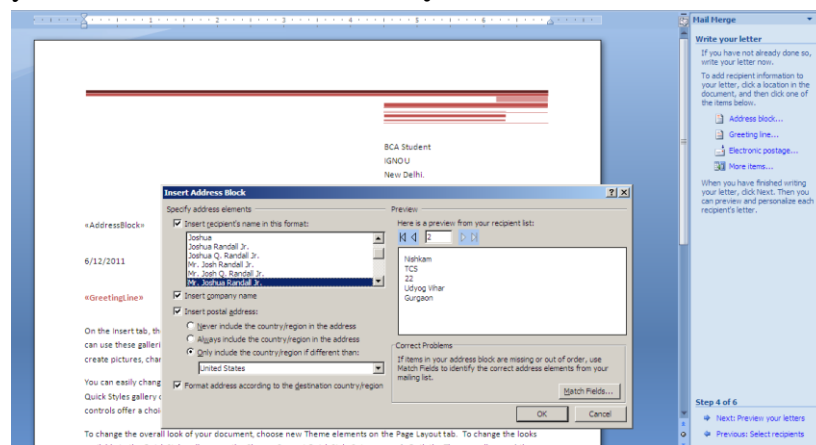 Mail Merge
Write your letter
If you have not already done so,
write your letter now.
To add recipient information to
your letter, click a location in the
document, and then click one of
the items below.
Address block...
Greeting line...
Electronic postage...
More items...
When you have finished writing
your letter, click Next. Then you
can preview and personalize each
recipient's letter.
Step 4 of 6
Next: Preview your letters
Previous: Select recipients
BCA Student
IGNOU
New Delhi.
«AddressBlock»
6/12/2011
«GreetingLine»
On the Insert tab, th
can use these galleri
create pictures, char
You can easily chang
Quick Styles gallery o
controls offer a choi
To change the overall look of your document, choose new Theme elements on the Page Layout tab. To change the looks
Insert Address Block
Specify address elements
Insert recipient's name in this format:
Joshua
Joshua Randall Jr.
Joshua Q. Randall Jr.
Mr. Josh Randall Jr.
Mr. Josh Q. Randall Jr.
Mr. Joshua Randall Jr.
Insert company name
Insert postal address:
Never include the country/region in the address
Always include the country/region in the address
Only include the country/region if different than:
United States
Format address according to the destination country/region
Preview
Here is a preview from your recipient list:
2
Nishkam
TCS
22
Udyog Vihar
Gurgaon
Correct Problems
If items in your address block are missing or out of order, use
Match Fields to identify the correct address elements from your
mailing list.
Match Fields...
OK
Cancel